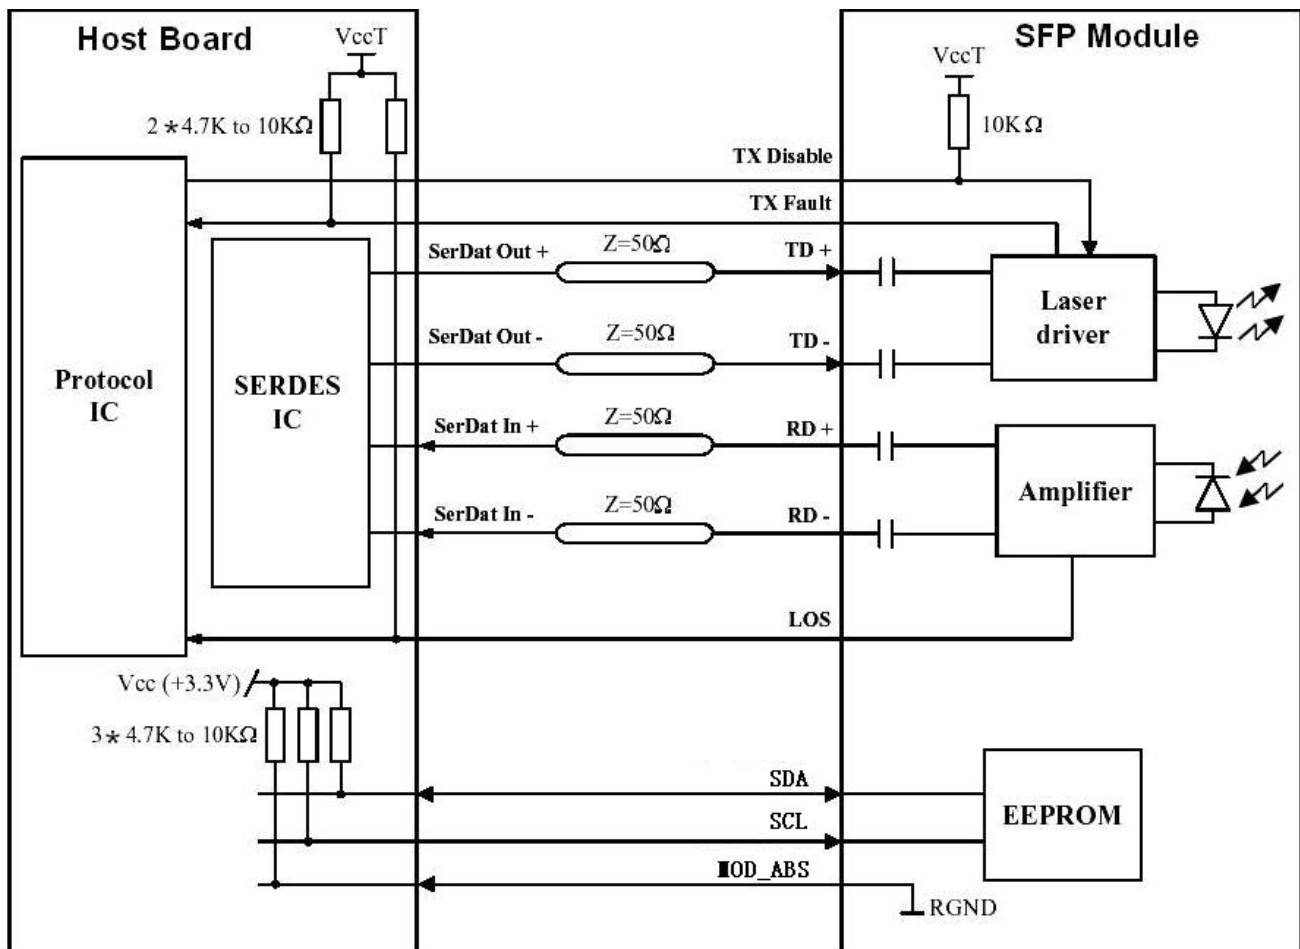 Host Board
SFP Module
VccT
VccT
2*4.7K to 10KΩ
10KΩ
TX Disable
TX Fault
SerDat Out +
Z=50Ω
TD +
Laser
driver
SerDat Out -
Z=50Ω
TD -
Protocol
IC
SERDES
IC
SerDat In +
Z=50Ω
RD +
Amplifier
SerDat In -
Z=50Ω
RD -
LOS
Vcc (+3.3V)
3*4.7K to 10KΩ
SDA
SCL
EEPROM
MOD_ABS
RGND